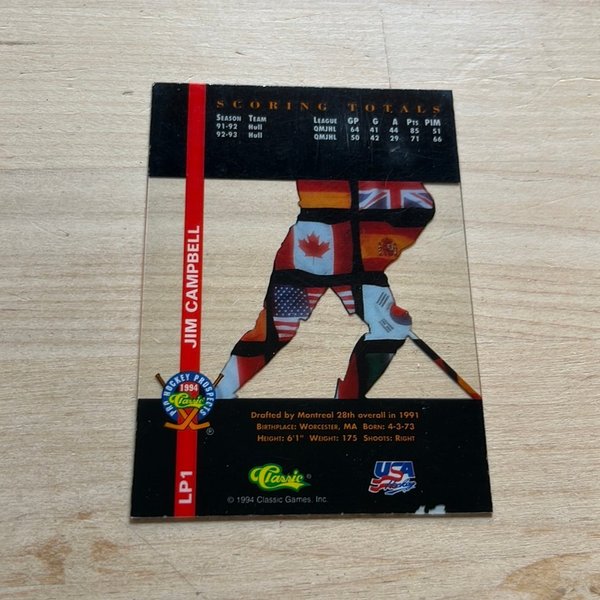 SCORING TOTALS
SEASON TEAM LEAGUE GP G A Pts PIM
91-92 Hull QMJHL 64 41 44 85 51
92-93 Hull QMJHL 50 42 29 71 66
JIM CAMPBELL
PRO HOCKEY PROSPECTS
1994
Classic
®
LP1
Drafted by Montreal 28th overall in 1991
BIRTHPLACE: WORCESTER, MA BORN: 4-3-73
HEIGHT: 6'1" WEIGHT: 175 SHOOTS: RIGHT
Classic ®
© 1994 Classic Games, Inc.
USA
Hockey